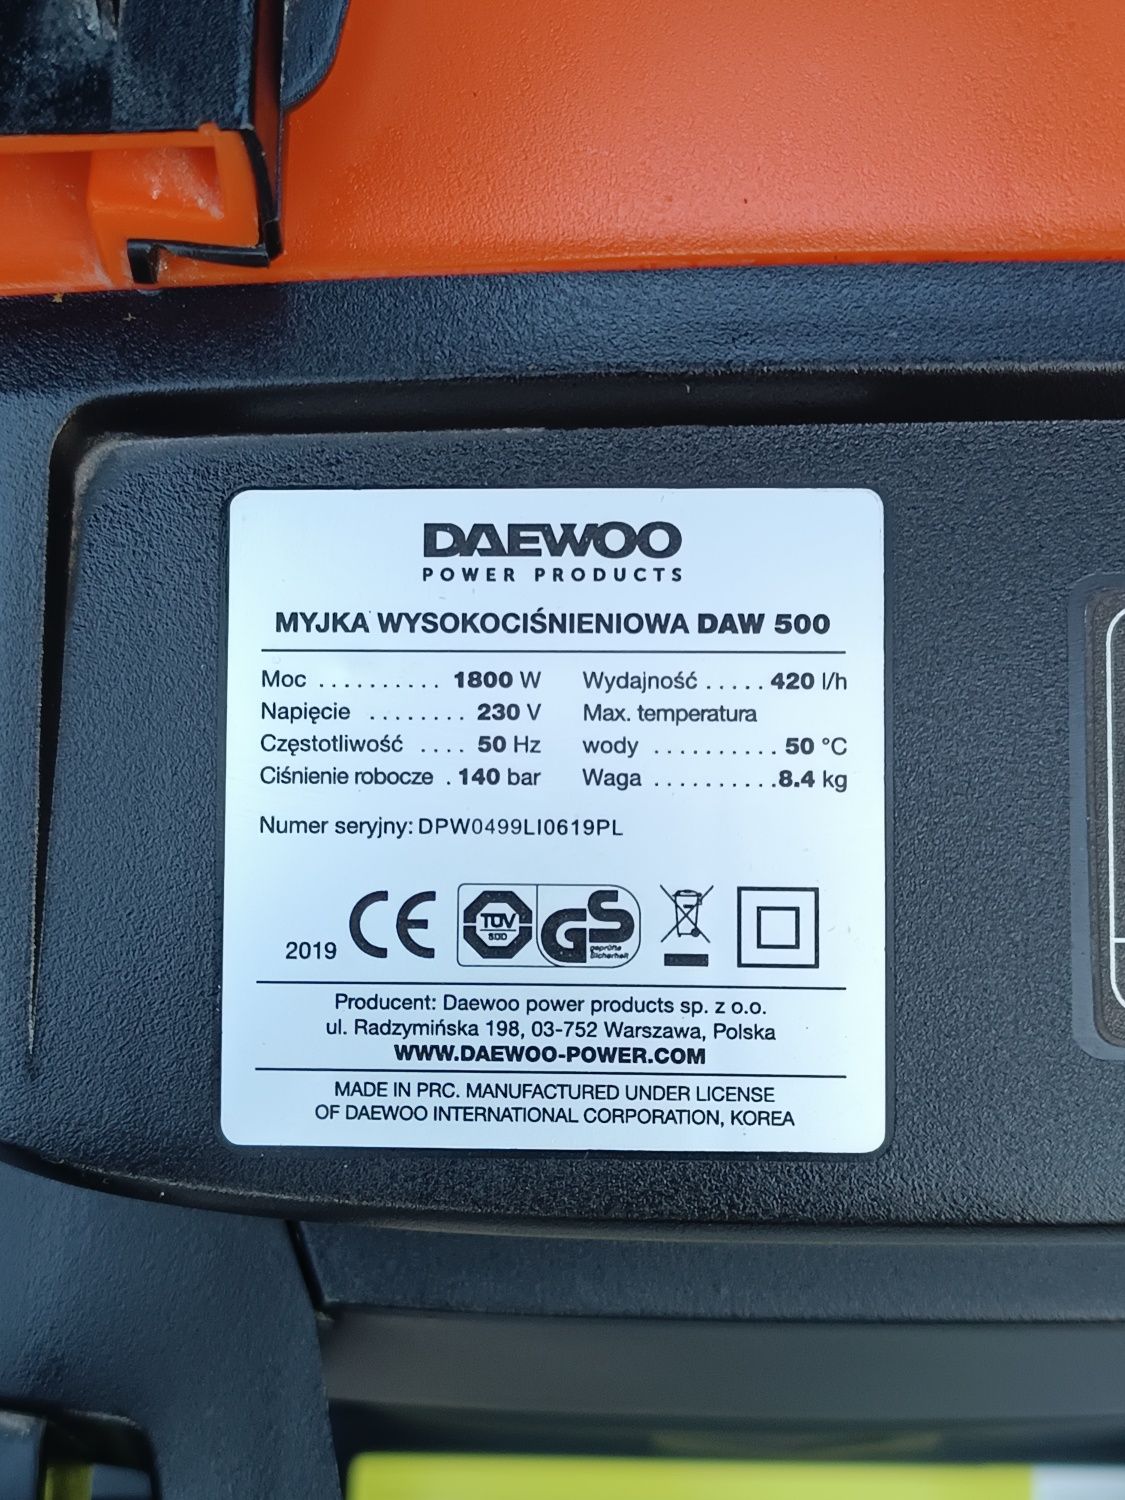 DAEWOO
POWER PRODUCTS
MYJKA WYSOKOCIŚNIENIOWA DAW 500
Moc .......... 1800 W
Napięcie ........ 230 V
Częstotliwość .... 50 Hz
Ciśnienie robocze . 140 bar
Wydajność ..... 420 l/h
Max. temperatura
wody .......... 50 °C
Waga ..........8.4 kg
Numer seryjny: DPW0499LI0619PL
2019 CE
TÜV
SÜD
GS
geprüfte
Sicherheit
Producent: Daewoo power products sp. z o.o.
ul. Radzymińska 198, 03-752 Warszawa, Polska
WWW.DAEWOO-POWER.COM
MADE IN PRC. MANUFACTURED UNDER LICENSE
OF DAEWOO INTERNATIONAL CORPORATION, KOREA